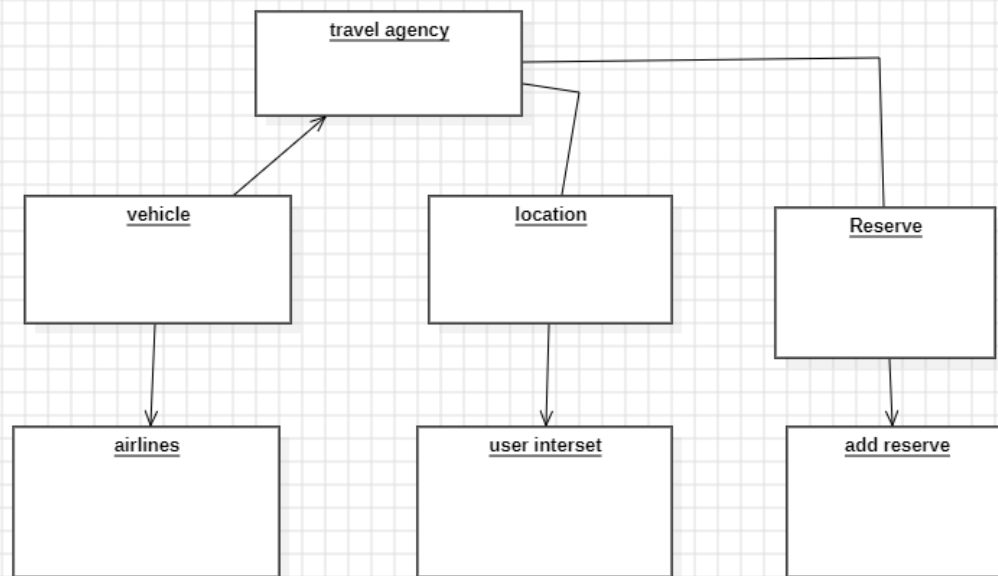 travel agency
vehicle
location
Reserve
airlines
user interset
add reserve